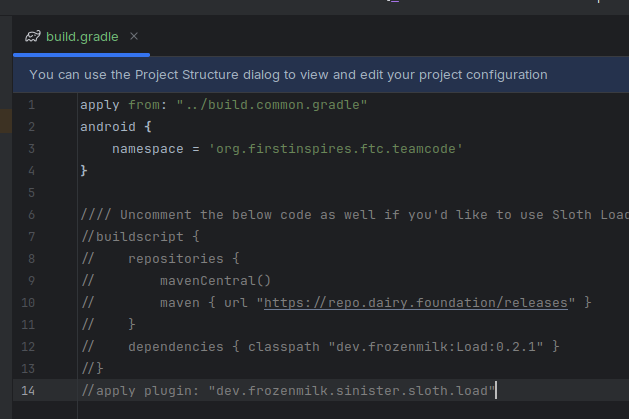 build.gradle ×
You can use the Project Structure dialog to view and edit your project configuration
1 apply from: "../build.common.gradle"
2 android {
3     namespace = 'org.firstinspires.ftc.teamcode'
4 }
5
6 //// Uncomment the below code as well if you'd like to use Sloth Load
7 //buildscript {
8 //    repositories {
9 //        mavenCentral()
10 //        maven { url "https://repo.dairy.foundation/releases" }
11 //    }
12 //    dependencies { classpath "dev.frozenmilk:Load:0.2.1" }
13 //}
14 //apply plugin: "dev.frozenmilk.sinister.sloth.load"